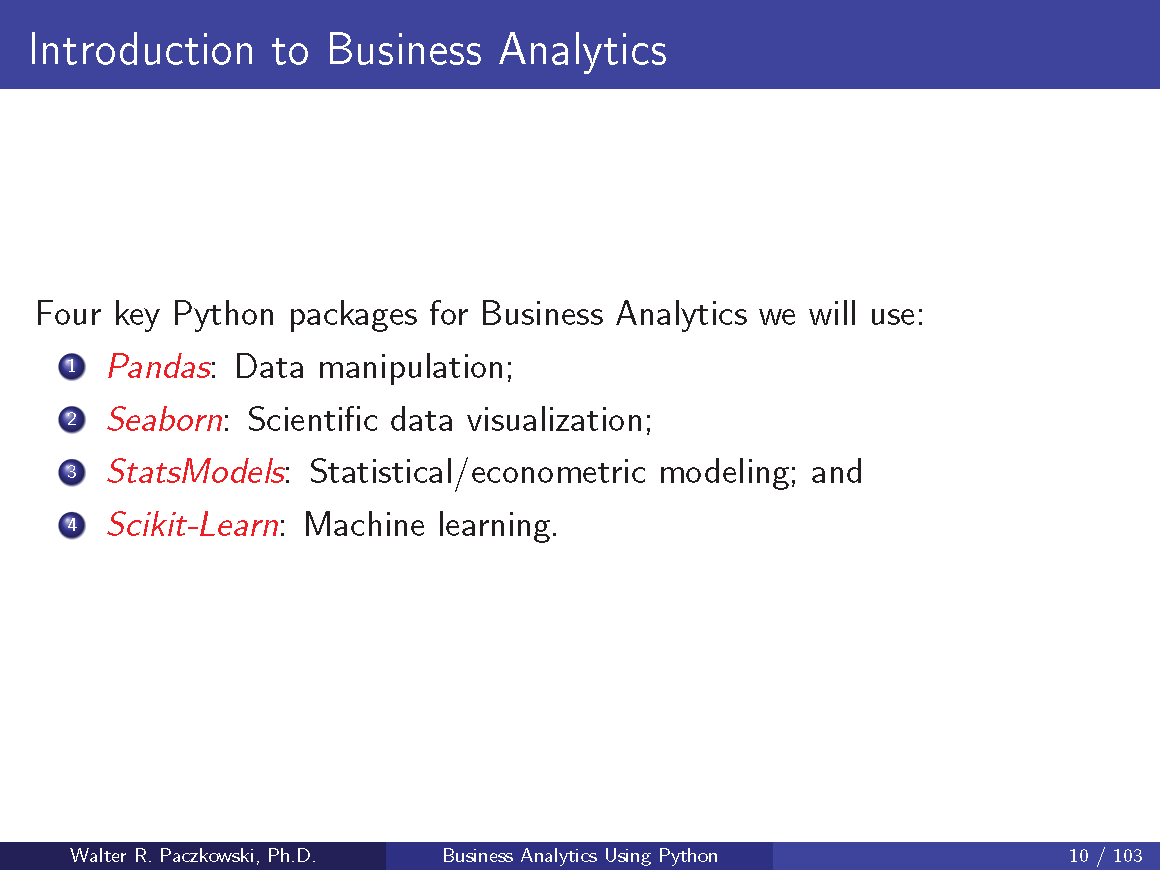 Introduction to Business Analytics
Four key Python packages for Business Analytics we will use:
1 Pandas: Data manipulation;
2 Seaborn: Scientific data visualization;
3 StatsModels: Statistical/econometric modeling; and
4 Scikit-Learn: Machine learning.
Walter R. Paczkowski, Ph.D. Business Analytics Using Python 10 / 103